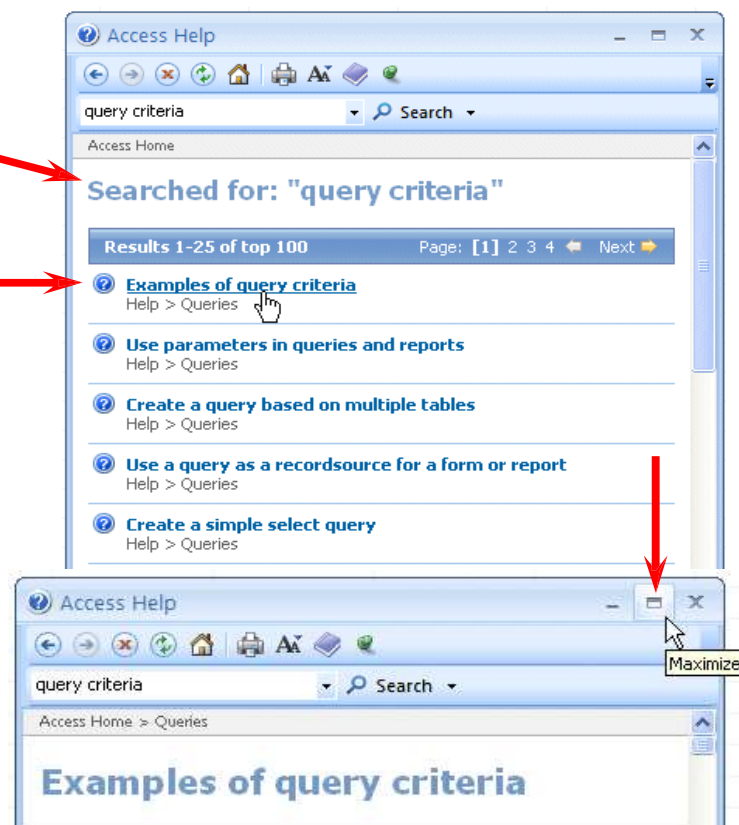 Access Help
query criteria
Search
Access Home
Searched for: "query criteria"
Results 1-25 of top 100 Page: [1] 2 3 4 Next
Examples of query criteria
Help > Queries
Use parameters in queries and reports
Help > Queries
Create a query based on multiple tables
Help > Queries
Use a query as a recordsource for a form or report
Help > Queries
Create a simple select query
Help > Queries
Access Help
Maximize
query criteria
Search
Access Home > Queries
Examples of query criteria